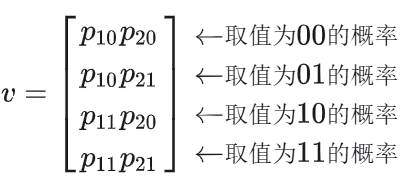 p₁₀p₂₀ ←取值为00的概率
p₁₀p₂₁ ←取值为01的概率
v =
p₁₁p₂₀ ←取值为10的概率
p₁₁p₂₁ ←取值为11的概率